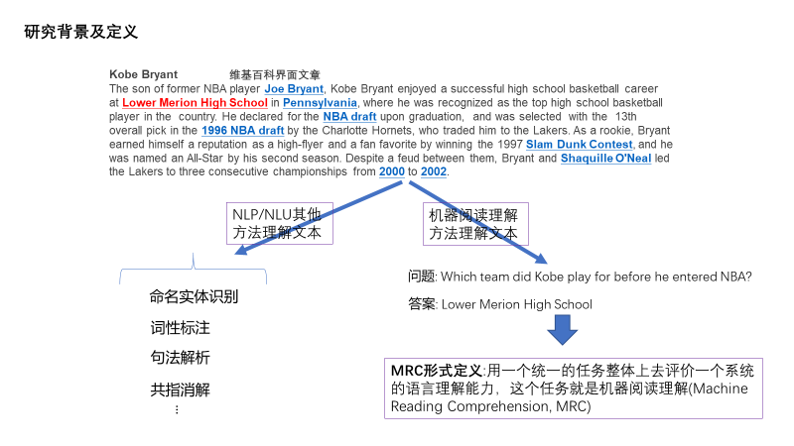 研究背景及定义
Kobe Bryant 维基百科界面文章
The son of former NBA player Joe Bryant, Kobe Bryant enjoyed a successful high school basketball career
at Lower Merion High School in Pennsylvania, where he was recognized as the top high school basketball
player in the country. He declared for the NBA draft upon graduation, and was selected with the 13th
overall pick in the 1996 NBA draft by the Charlotte Hornets, who traded him to the Lakers. As a rookie, Bryant
earned himself a reputation as a high-flyer and a fan favorite by winning the 1997 Slam Dunk Contest, and he
was named an All-Star by his second season. Despite a feud between them, Bryant and Shaquille O'Neal led
the Lakers to three consecutive championships from 2000 to 2002.
NLP/NLU其他
方法理解文本
机器阅读理解
方法理解文本
命名实体识别
词性标注
句法解析
共指消解
⋮
问题: Which team did Kobe play for before he entered NBA?
答案: Lower Merion High School
MRC形式定义:用一个统一的任务整体上去评价一个系统
的语言理解能力，这个任务就是机器阅读理解(Machine
Reading Comprehension, MRC)